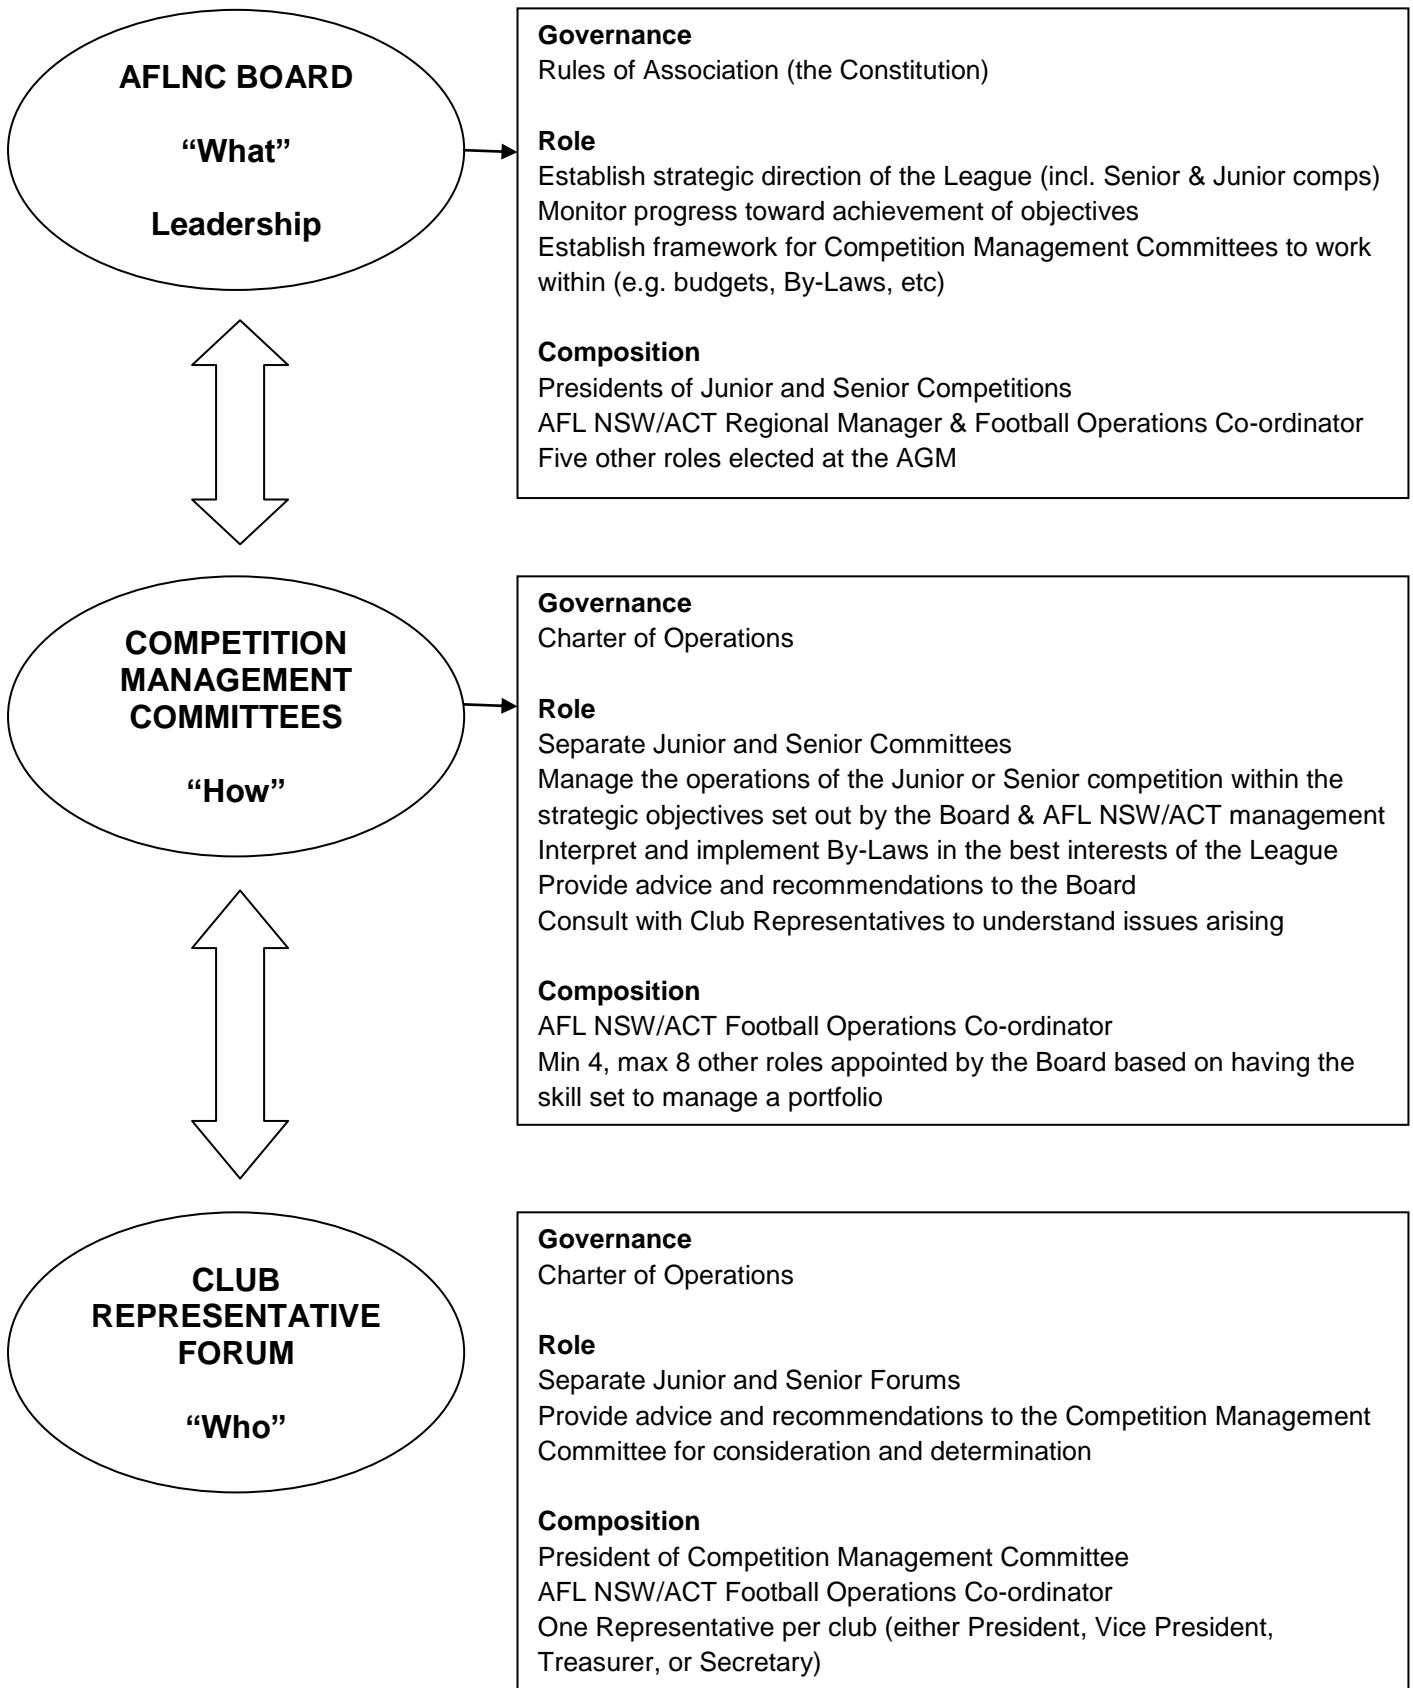 AFLNC BOARD
“What”
Leadership
Governance
Rules of Association (the Constitution)
Role
Establish strategic direction of the League (incl. Senior & Junior comps)
Monitor progress toward achievement of objectives
Establish framework for Competition Management Committees to work
within (e.g. budgets, By-Laws, etc)
Composition
Presidents of Junior and Senior Competitions
AFL NSW/ACT Regional Manager & Football Operations Co-ordinator
Five other roles elected at the AGM
COMPETITION
MANAGEMENT
COMMITTEES
“How”
Governance
Charter of Operations
Role
Separate Junior and Senior Committees
Manage the operations of the Junior or Senior competition within the
strategic objectives set out by the Board & AFL NSW/ACT management
Interpret and implement By-Laws in the best interests of the League
Provide advice and recommendations to the Board
Consult with Club Representatives to understand issues arising
Composition
AFL NSW/ACT Football Operations Co-ordinator
Min 4, max 8 other roles appointed by the Board based on having the
skill set to manage a portfolio
CLUB
REPRESENTATIVE
FORUM
“Who”
Governance
Charter of Operations
Role
Separate Junior and Senior Forums
Provide advice and recommendations to the Competition Management
Committee for consideration and determination
Composition
President of Competition Management Committee
AFL NSW/ACT Football Operations Co-ordinator
One Representative per club (either President, Vice President,
Treasurer, or Secretary)